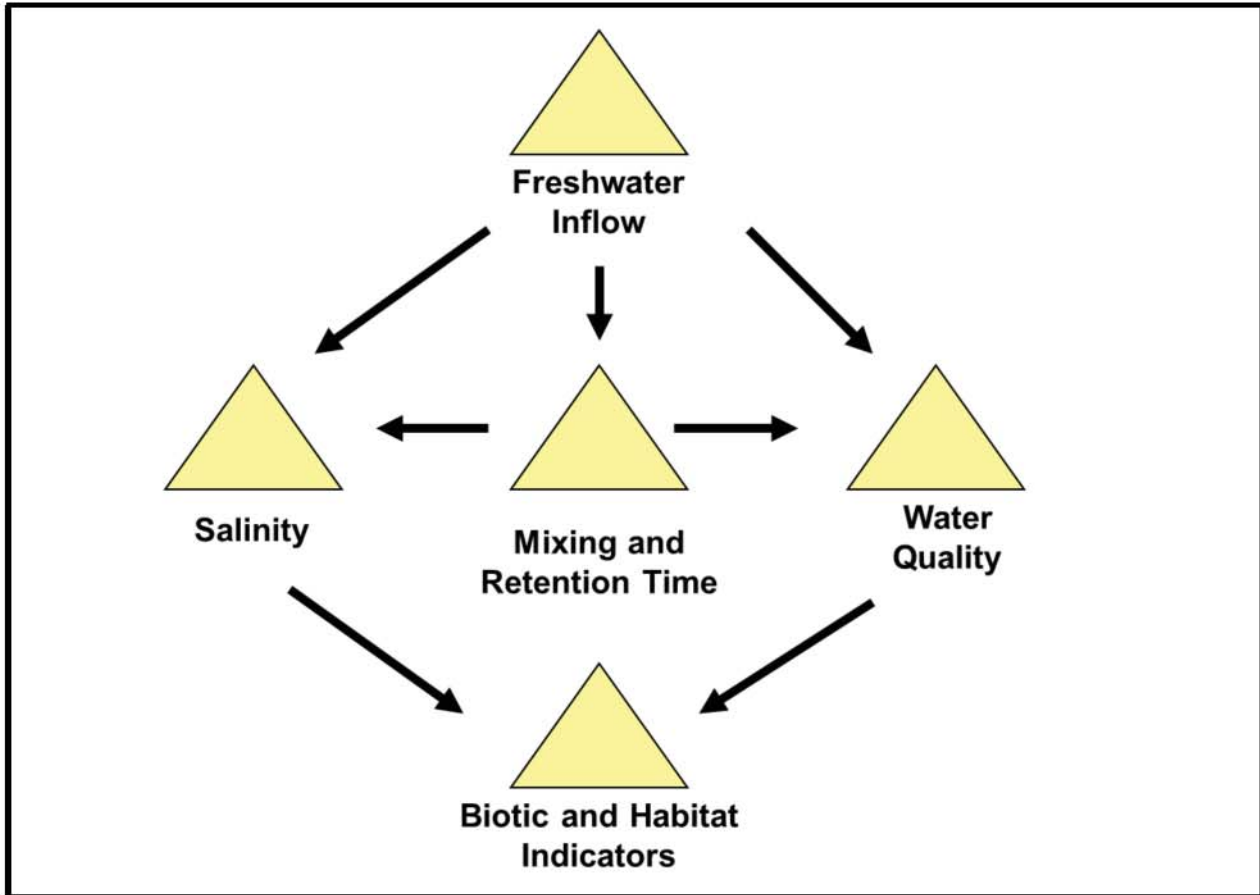 Freshwater
Inflow
Salinity
Mixing and
Retention Time
Water
Quality
Biotic and Habitat
Indicators